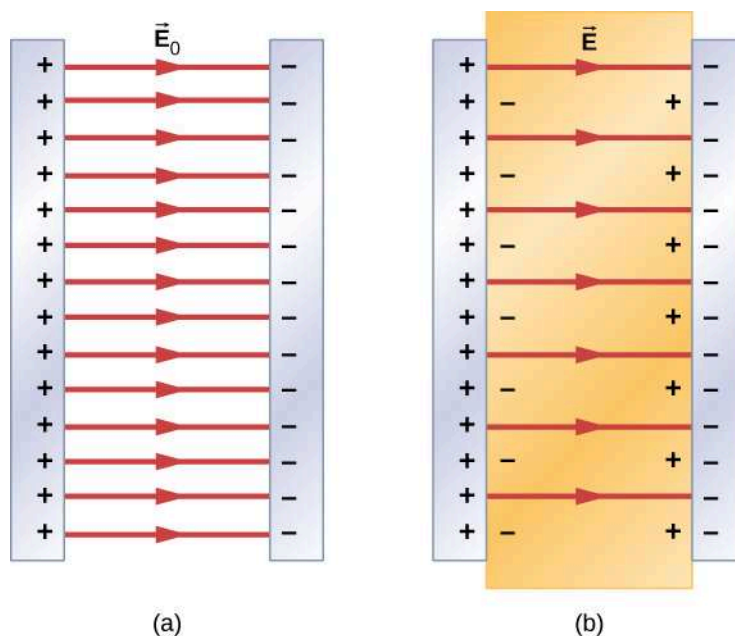 E⃗₀
E⃗
+ − + −
+ − + − + −
+ − + −
+ − + − + −
+ − + −
+ − + − + −
+ − + −
+ − + − + −
+ − + −
+ − + − + −
+ − + −
+ − + − + −
+ − + −
+ − + − + −
(a)
(b)